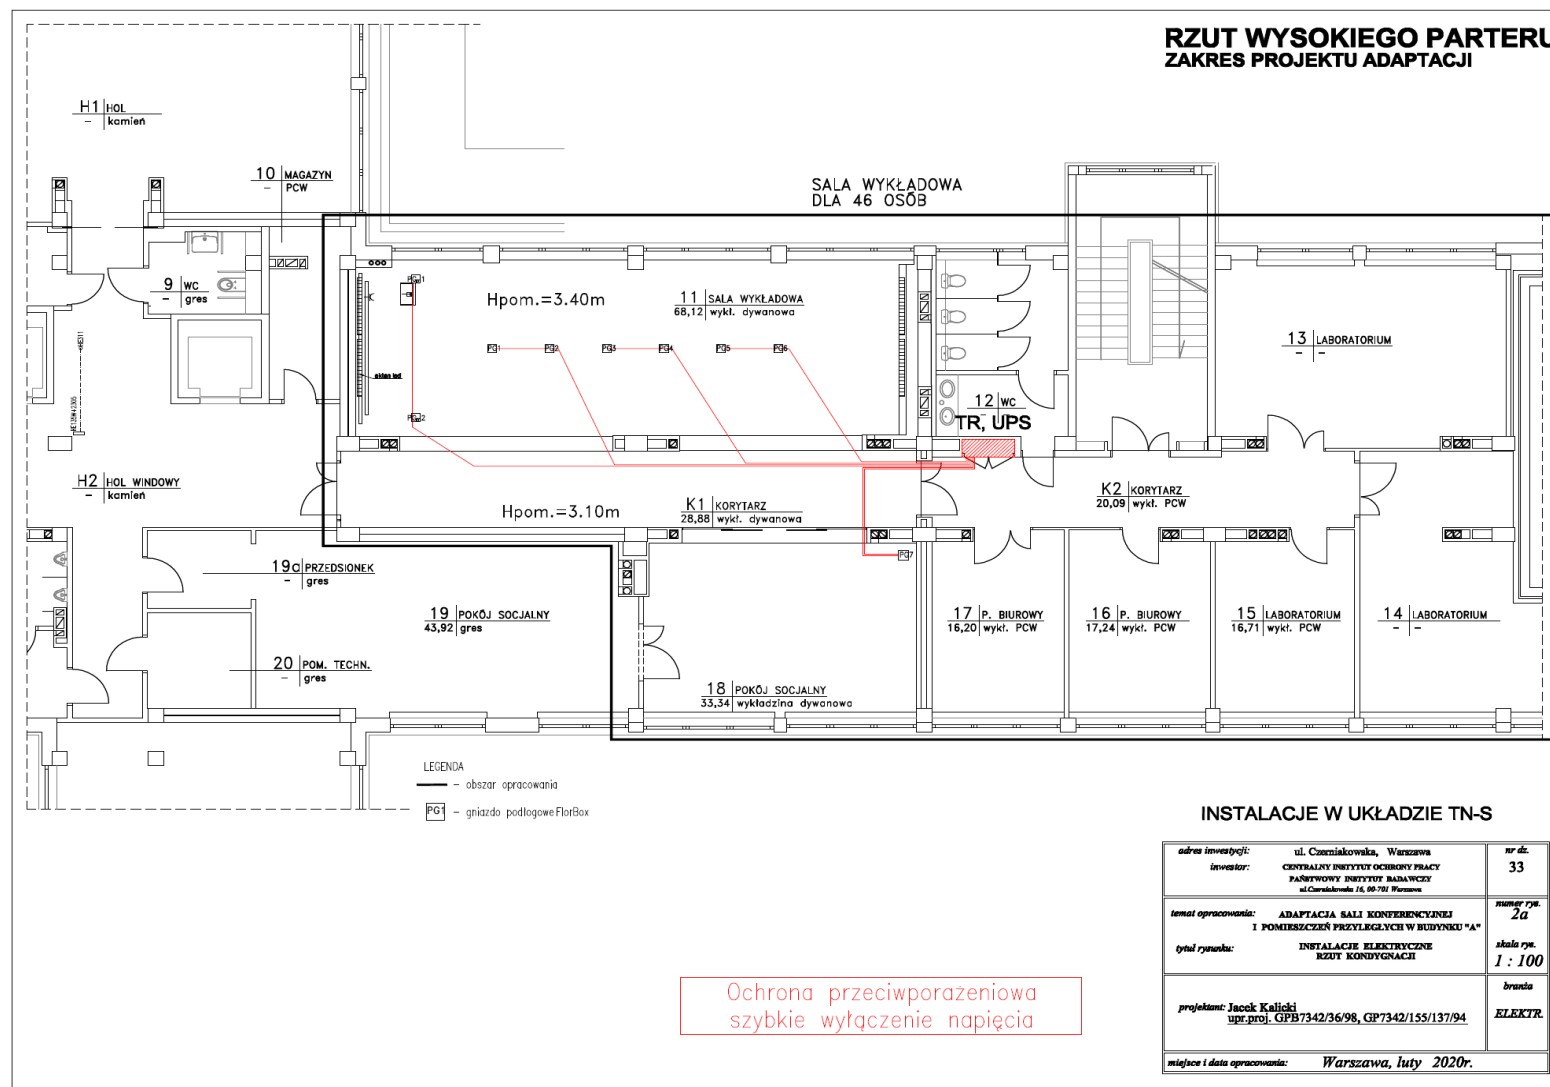 RZUT WYSOKIEGO PARTERU
ZAKRES PROJEKTU ADAPTACJI
H1 HOL
- kamień
10 MAGAZYN
- PCW
SALA WYKŁADOWA
DLA 46 OSÓB
9 WC
- gres
Hpom.=3.40m
11 SALA WYKŁADOWA
68,12 wykł. dywanowa
PG1
PG2
PG3
PG4
PG5
PG6
13 LABORATORIUM
- -
ekran led
12 WC
TR, UPS
H2 HOL WINDOWY
- kamień
Hpom.=3.10m
K1 KORYTARZ
28,88 wykł. dywanowa
K2 KORYTARZ
20,09 wykł. PCW
PG7
19a PRZEDSIONEK
- gres
19 POKÓJ SOCJALNY
43,92 gres
17 P. BIUROWY
16,20 wykł. PCW
16 P. BIUROWY
17,24 wykł. PCW
15 LABORATORIUM
16,71 wykł. PCW
14 LABORATORIUM
- -
20 POM. TECHN.
- gres
18 POKÓJ SOCJALNY
33,34 wykładzina dywanowa
LEGENDA
- obszar opracowania
PG1 - gniazdo podłogowe FlorBox
INSTALACJE W UKŁADZIE TN-S
adres inwestycji: ul. Czerniakowska, Warszawa
nr dz.
33
inwestor: CENTRALNY INSTYTUT OCHRONY PRACY
PAŃSTWOWY INSTYTUT BADAWCZY
ul.Czerniakowska 16, 00-701 Warszawa
temat opracowania: ADAPTACJA SALI KONFERENCYJNEJ
I POMIESZCZEŃ PRZYLEGŁYCH W BUDYNKU "A"
numer rys.
2a
tytuł rysunku: INSTALACJE ELEKTRYCZNE
RZUT KONDYGNACJI
skala rys.
1 : 100
projektant: Jacek Kalicki
upr.proj. GPB7342/36/98, GP7342/155/137/94
branża
ELEKTR.
miejsce i data opracowania: Warszawa, luty 2020r.
Ochrona przeciwporażeniowa
szybkie wyłączenie napięcia